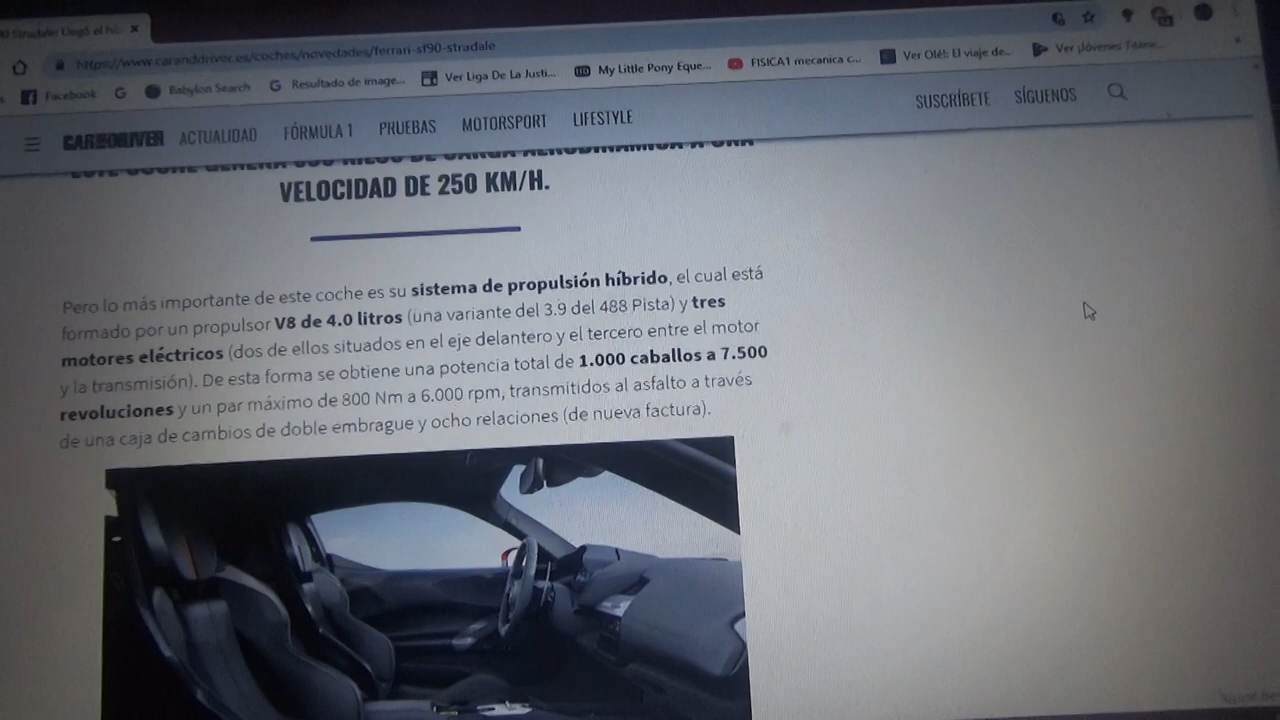 https://www.caranddriver.es/coches/novedades/ferrari-sf90-stradale
Facebook
Babylon Search
Resultado de image...
Ver Liga De La Justi...
My Little Pony Eque...
FISICA1 mecanica c...
Ver Olé!: El viaje de...
CAR AND DRIVER
ACTUALIDAD
FÓRMULA 1
PRUEBAS
MOTORSPORT
LIFESTYLE
SUSCRÍBETE
SÍGUENOS
VELOCIDAD DE 250 KM/H.
Pero lo más importante de este coche es su sistema de propulsión híbrido, el cual está
formado por un propulsor V8 de 4.0 litros (una variante del 3.9 del 488 Pista) y tres
motores eléctricos (dos de ellos situados en el eje delantero y el tercero entre el motor
y la transmisión). De esta forma se obtiene una potencia total de 1.000 caballos a 7.500
revoluciones y un par máximo de 800 Nm a 6.000 rpm, transmitidos al asfalto a través
de una caja de cambios de doble embrague y ocho relaciones (de nueva factura).